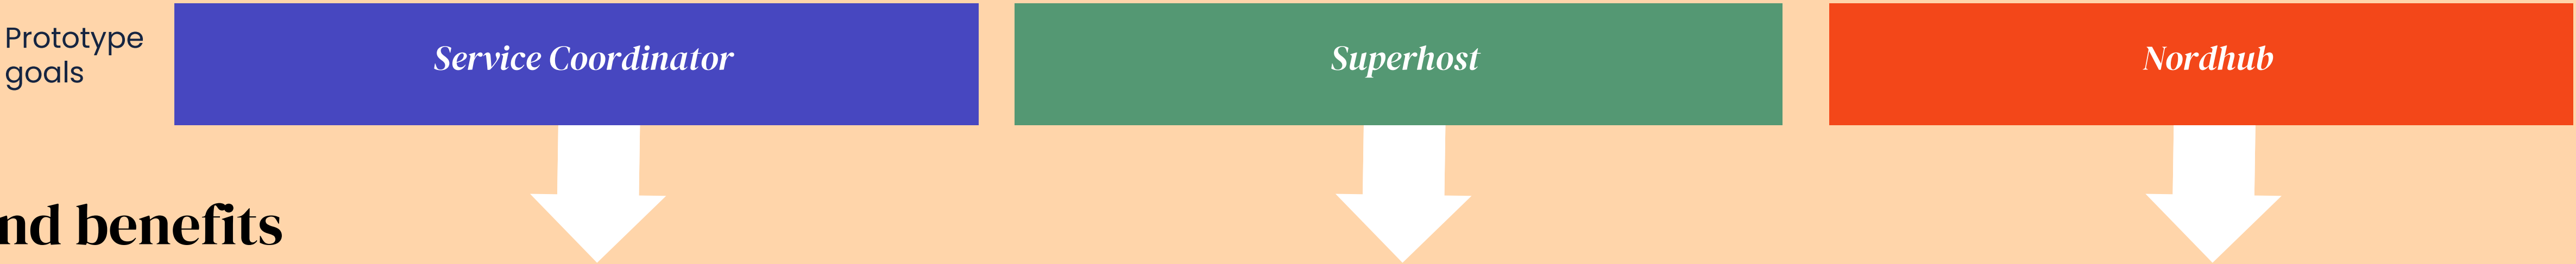 Prototype
goals
Service Coordinator
Superhost
Nordhub
nd benefits